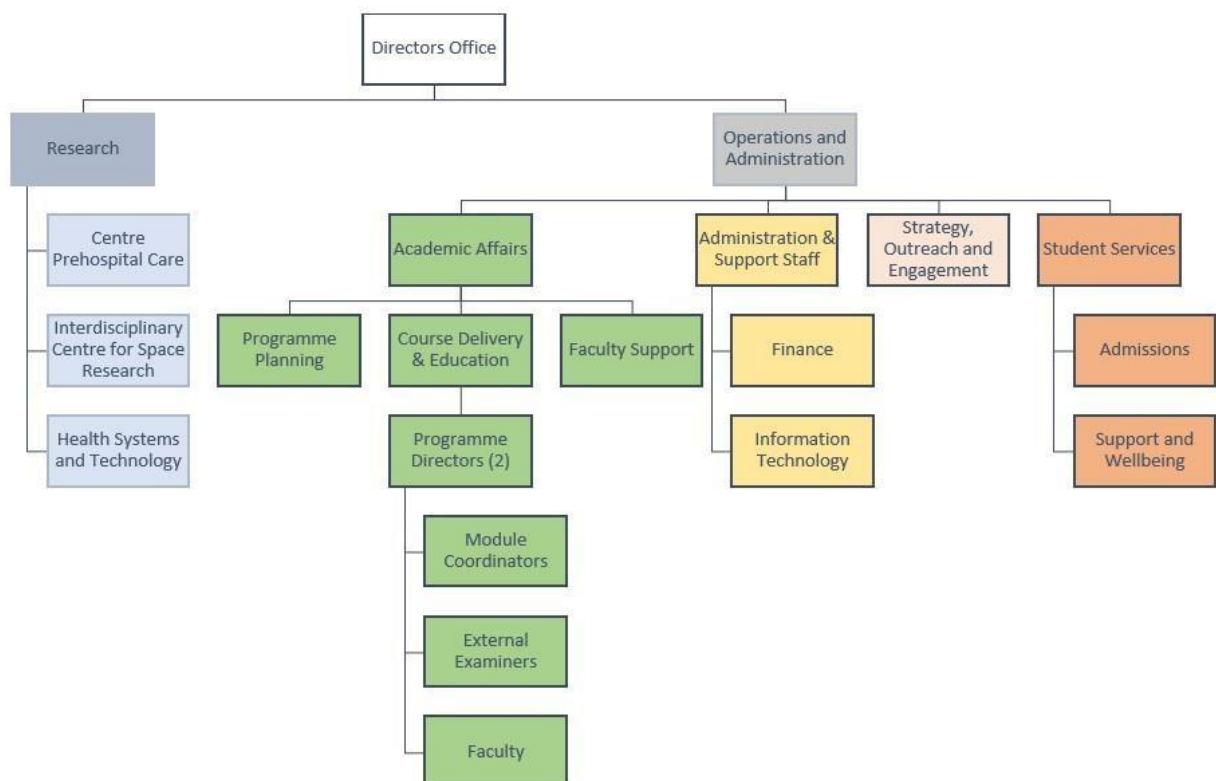 Directors Office
Research
Operations and
Administration
Centre
Prehospital Care
Academic Affairs
Administration &
Support Staff
Strategy,
Outreach and
Engagement
Student Services
Interdisciplinary
Centre for Space
Research
Programme
Planning
Course Delivery
& Education
Faculty Support
Finance
Admissions
Health Systems
and Technology
Programme
Directors (2)
Information
Technology
Support and
Wellbeing
Module
Coordinators
External
Examiners
Faculty